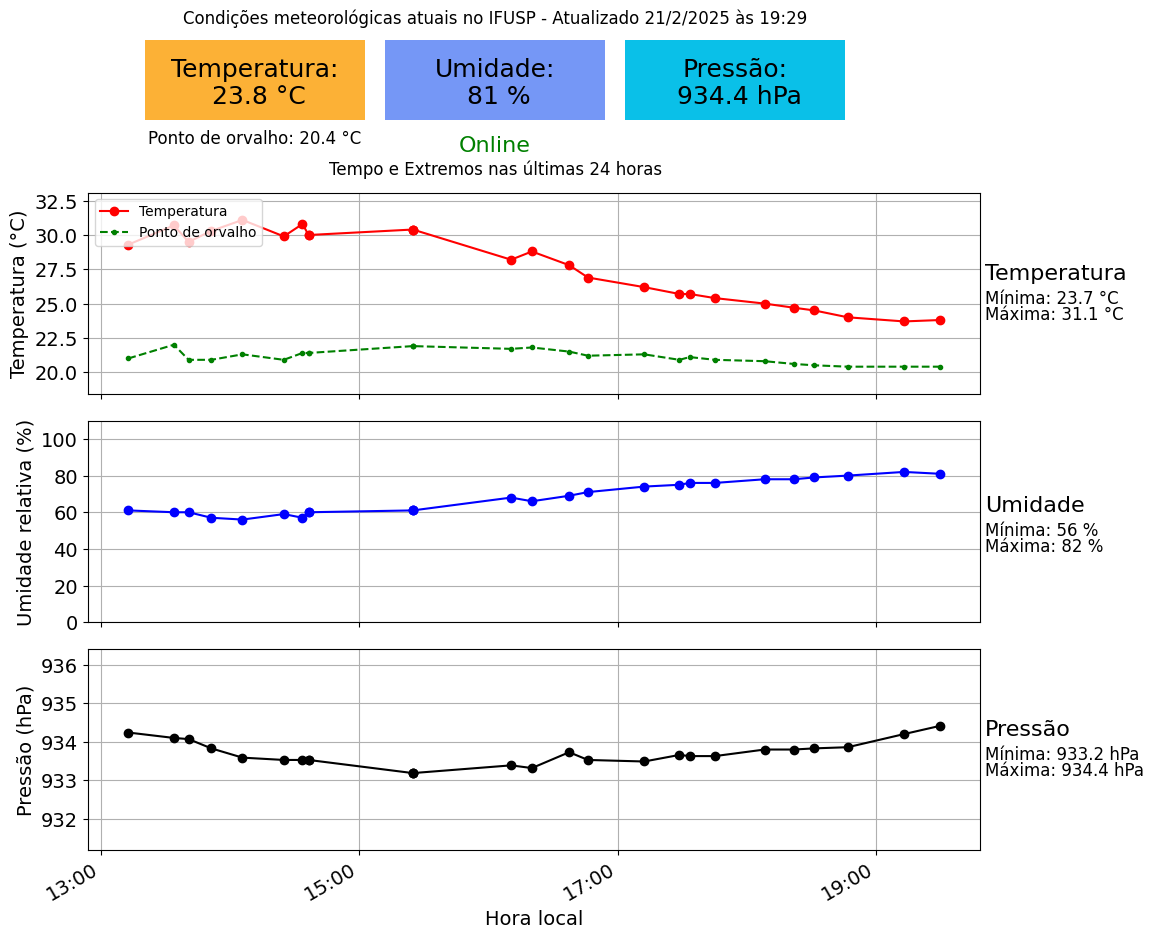 Condições meteorológicas atuais no IFUSP - Atualizado 21/2/2025 às 19:29
Temperatura:
23.8 °C
Umidade:
81 %
Pressão:
934.4 hPa
Ponto de orvalho: 20.4 °C
Online
Tempo e Extremos nas últimas 24 horas
Temperatura (°C)
32.5
30.0
27.5
25.0
22.5
20.0
Temperatura
Ponto de orvalho
Temperatura
Mínima: 23.7 °C
Máxima: 31.1 °C
Umidade relativa (%)
100
80
60
40
20
0
Umidade
Mínima: 56 %
Máxima: 82 %
Pressão (hPa)
936
935
934
933
932
Pressão
Mínima: 933.2 hPa
Máxima: 934.4 hPa
13:00
15:00
17:00
19:00
Hora local